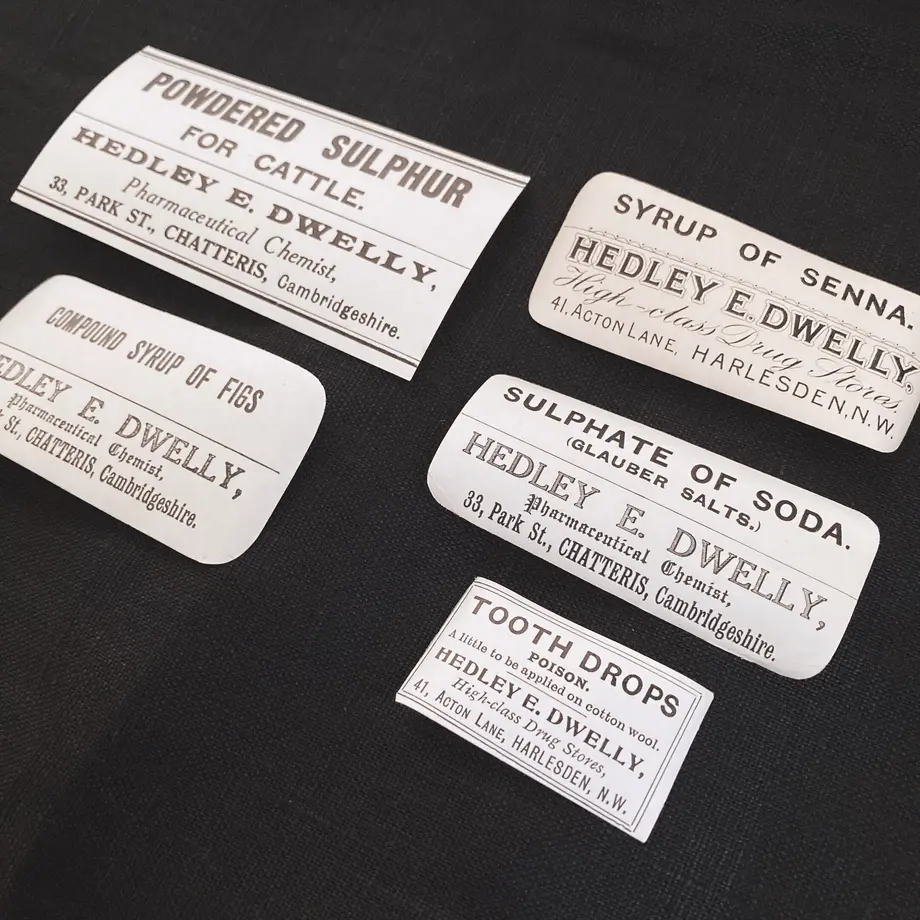 POWDERED SULPHUR
FOR CATTLE.
HEDLEY E. DWELLY,
Pharmaceutical Chemist,
33, PARK ST., CHATTERIS, Cambridgeshire.
SYRUP OF SENNA.
HEDLEY E. DWELLY,
High-class Drug Stores,
41, ACTON LANE, HARLESDEN, N.W.
COMPOUND SYRUP OF FIGS
EDLEY E. DWELLY,
Pharmaceutical Chemist,
St., CHATTERIS, Cambridgeshire.
SULPHATE OF SODA.
(GLAUBER SALTS.)
HEDLEY E. DWELLY,
Pharmaceutical Chemist,
33, Park St., CHATTERIS, Cambridgeshire.
TOOTH DROPS
POISON.
A little to be applied on cotton wool.
HEDLEY E. DWELLY,
High-class Drug Stores,
41, ACTON LANE, HARLESDEN, N.W.